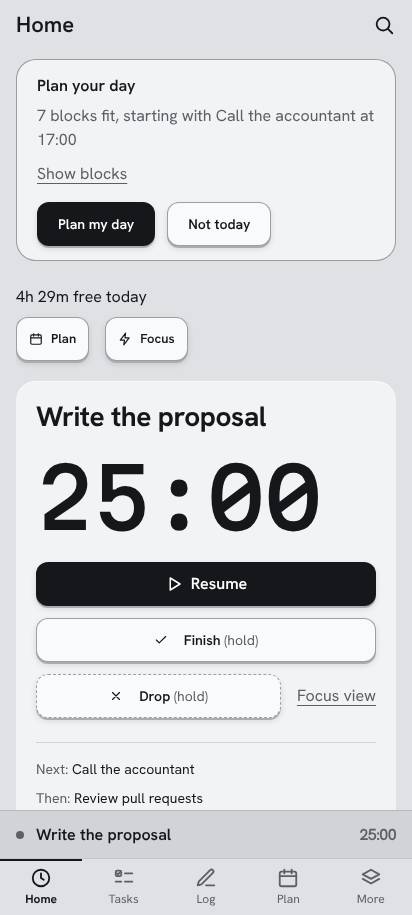 Home
Plan your day
7 blocks fit, starting with Call the accountant at
17:00
Show blocks
Plan my day
Not today
4h 29m free today
Plan
Focus
Write the proposal
25:00
Resume
Finish (hold)
Drop (hold)
Focus view
Next: Call the accountant
Then: Review pull requests
Write the proposal
25:00
Home
Tasks
Log
Plan
More